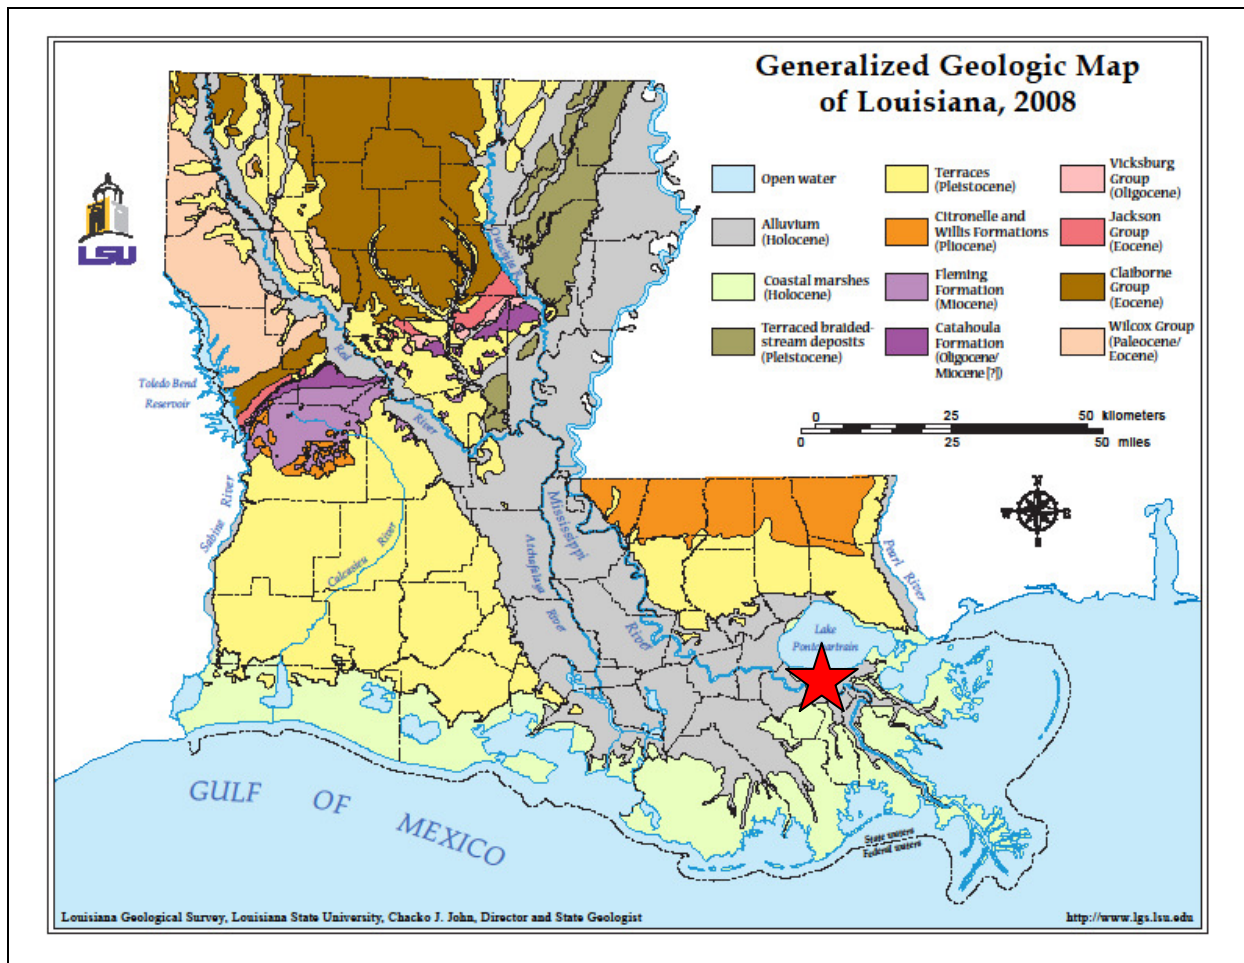 Generalized Geologic Map
of Louisiana, 2008
LSU
Open water
Alluvium
(Holocene)
Coastal marshes
(Holocene)
Terraced braided-
stream deposits
(Pleistocene)
Terraces
(Pleistocene)
Citronelle and
Willis Formations
(Pliocene)
Fleming
Formation
(Miocene)
Catahoula
Formation
(Oligocene/
Miocene [?])
Vicksburg
Group
(Oligocene)
Jackson
Group
(Eocene)
Claiborne
Group
(Eocene)
Wilcox Group
(Paleocene/
Eocene)
0 25 50 kilometers
0 25 50 miles
N
W E
S
Ouachita R.
Red
River
Toledo Bend
Reservoir
Sabine River
Calcasieu River
Mississippi
River
Atchafalaya
River
Pearl River
Lake
Pontchartrain
GULF OF MEXICO
State waters
Federal waters
Louisiana Geological Survey, Louisiana State University, Chacko J. John, Director and State Geologist
http://www.lgs.lsu.edu